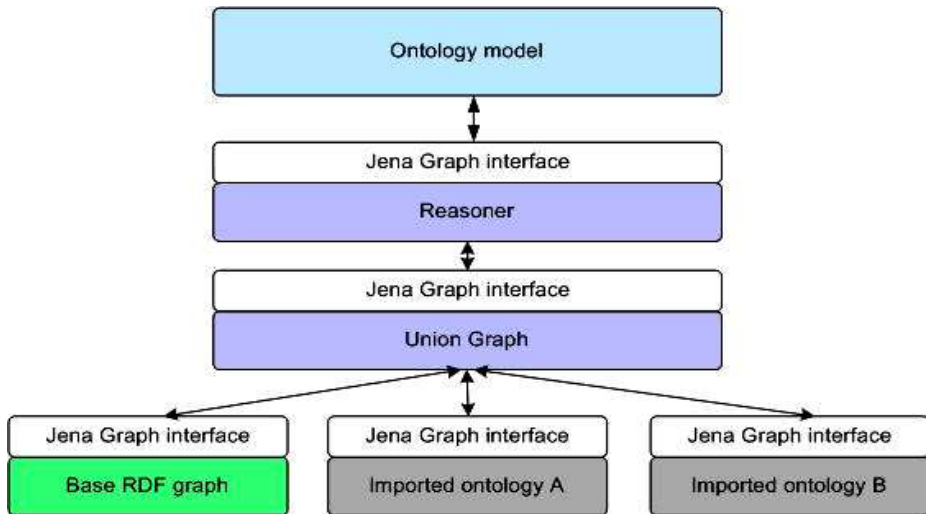 Ontology model
Jena Graph interface
Reasoner
Jena Graph interface
Union Graph
Jena Graph interface
Jena Graph interface
Jena Graph interface
Base RDF graph
Imported ontology A
Imported ontology B